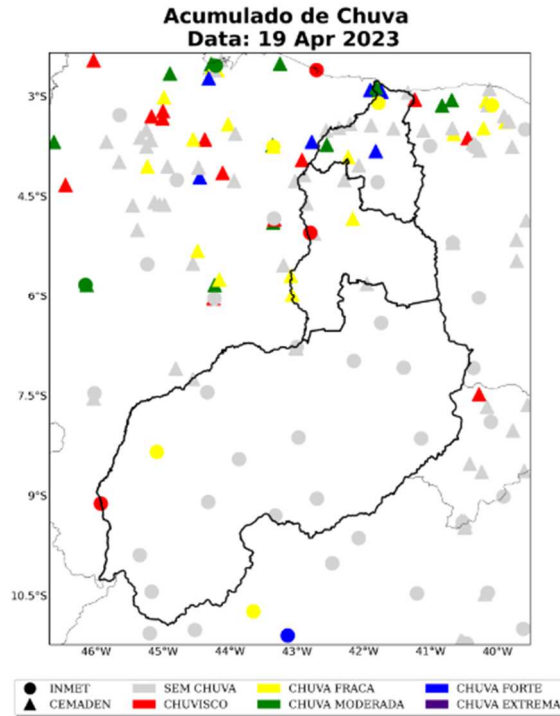 Acumulado de Chuva
Data: 19 Apr 2023
3°S
4.5°S
6°S
7.5°S
9°S
10.5°S
46°W 45°W 44°W 43°W 42°W 41°W 40°W
INMET SEM CHUVA CHUVA FRACA CHUVA FORTE
CEMADEN CHUVISCO CHUVA MODERADA CHUVA EXTREMA